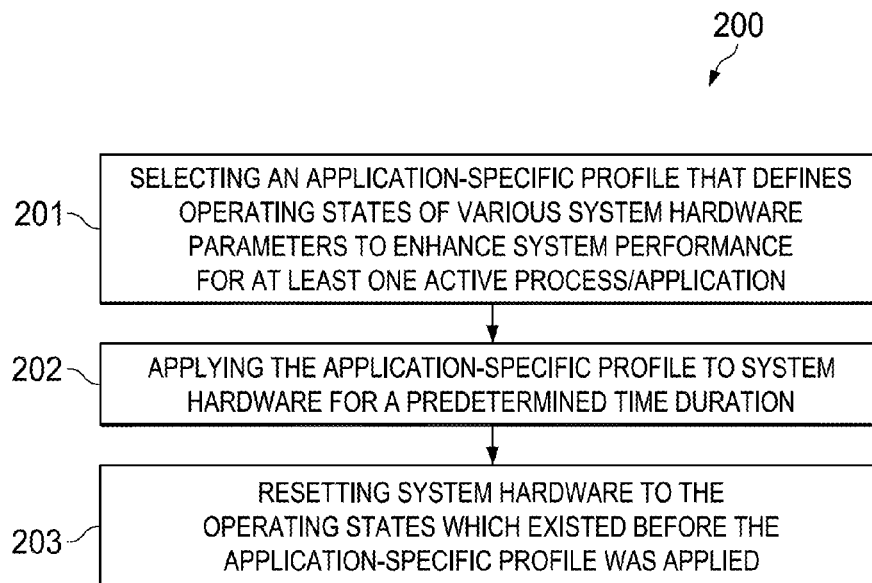 200
201
SELECTING AN APPLICATION-SPECIFIC PROFILE THAT DEFINES
OPERATING STATES OF VARIOUS SYSTEM HARDWARE
PARAMETERS TO ENHANCE SYSTEM PERFORMANCE
FOR AT LEAST ONE ACTIVE PROCESS/APPLICATION
202
APPLYING THE APPLICATION-SPECIFIC PROFILE TO SYSTEM
HARDWARE FOR A PREDETERMINED TIME DURATION
203
RESETTING SYSTEM HARDWARE TO THE
OPERATING STATES WHICH EXISTED BEFORE THE
APPLICATION-SPECIFIC PROFILE WAS APPLIED